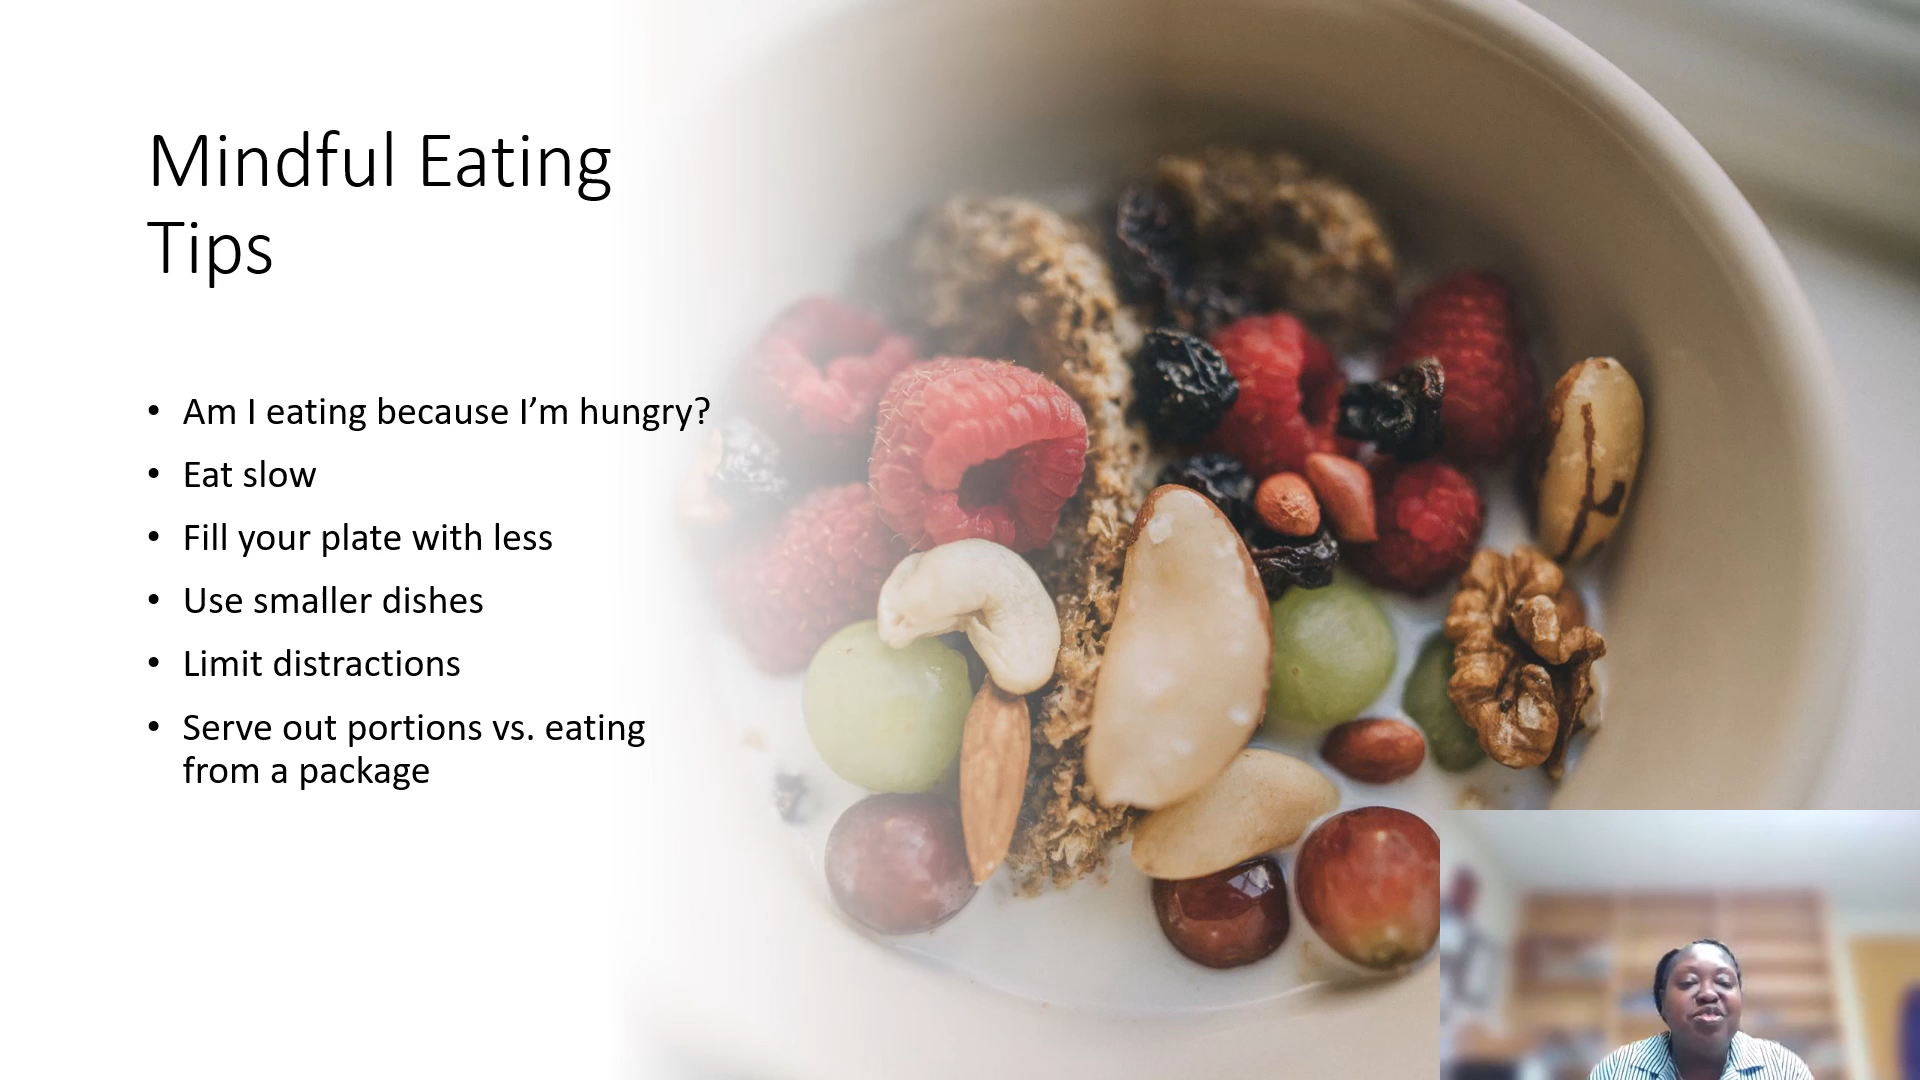 Mindful Eating
Tips
• Am I eating because I’m hungry?
• Eat slow
• Fill your plate with less
• Use smaller dishes
• Limit distractions
• Serve out portions vs. eating
from a package